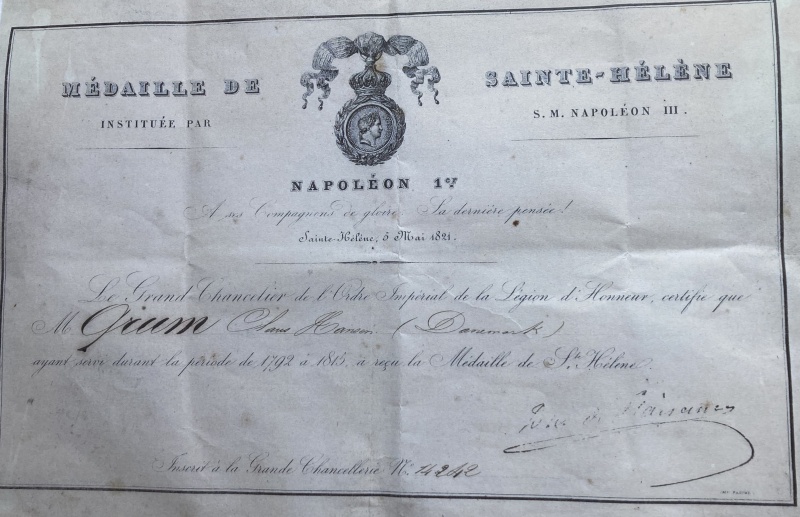 MÉDAILLE DE SAINTE-HÉLÈNE
INSTITUÉE PAR S. M. NAPOLÉON III.
NAPOLÉON 1er
A ses Compagnons de gloire, Sa dernière pensée!
Sainte-Hélène, 5 Mai 1821.
Le Grand Chancelier de l'Ordre Impérial de la Légion d'Honneur, certifie que
M. Grum (Danemark)
ayant servi durant la période de 1792 à 1815, a reçu la Médaille de Ste Hélène.
Inscrit à la Grande Chancellerie No. 14242